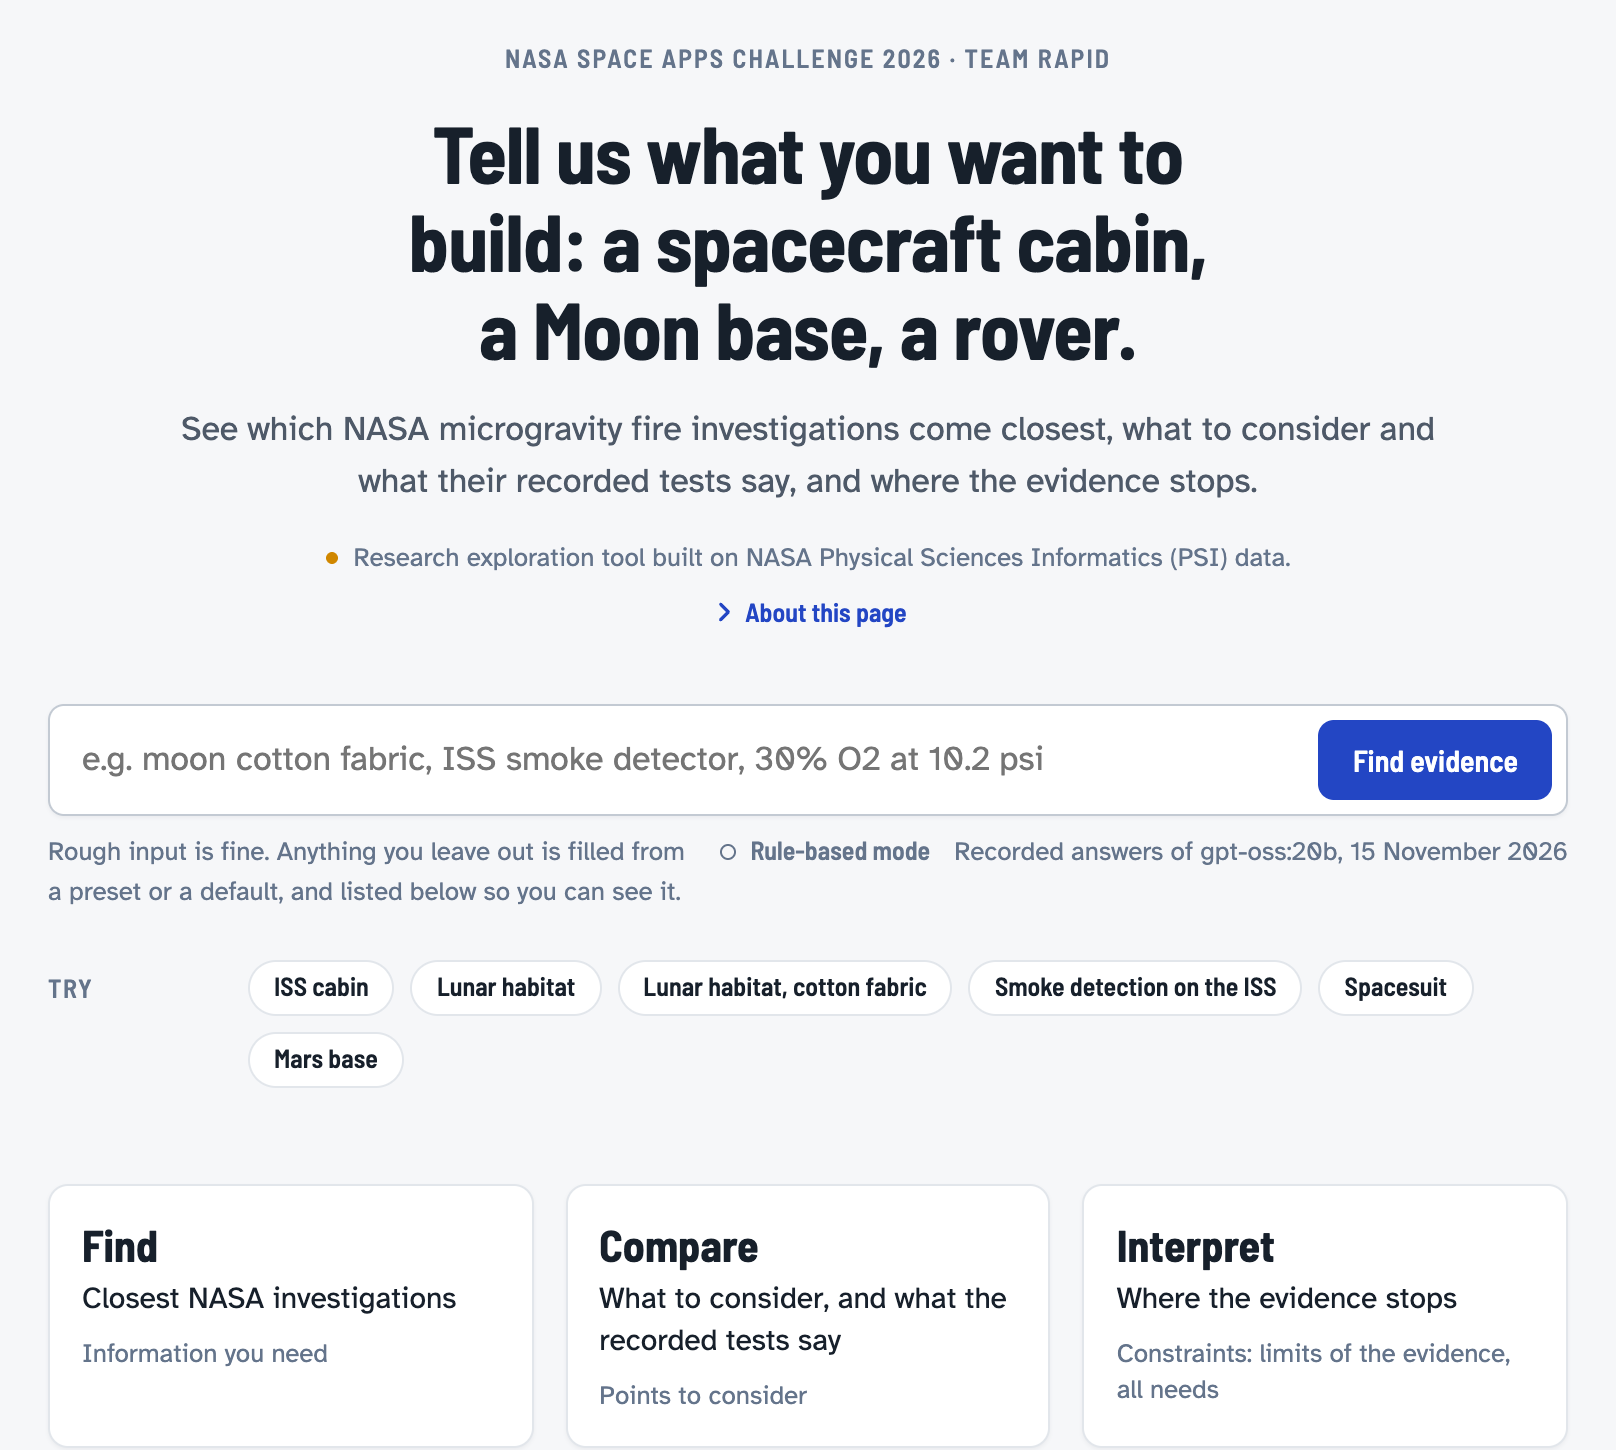 NASA SPACE APPS CHALLENGE 2026 · TEAM RAPID
Tell us what you want to
build: a spacecraft cabin,
a Moon base, a rover.
See which NASA microgravity fire investigations come closest, what to consider and
what their recorded tests say, and where the evidence stops.
Research exploration tool built on NASA Physical Sciences Informatics (PSI) data.
About this page
e.g. moon cotton fabric, ISS smoke detector, 30% O2 at 10.2 psi
Find evidence
Rough input is fine. Anything you leave out is filled from
a preset or a default, and listed below so you can see it.
Rule-based mode
Recorded answers of gpt-oss:20b, 15 November 2026
TRY
ISS cabin
Lunar habitat
Lunar habitat, cotton fabric
Smoke detection on the ISS
Spacesuit
Mars base
Find
Closest NASA investigations
Information you need
Compare
What to consider, and what the
recorded tests say
Points to consider
Interpret
Where the evidence stops
Constraints: limits of the evidence,
all needs